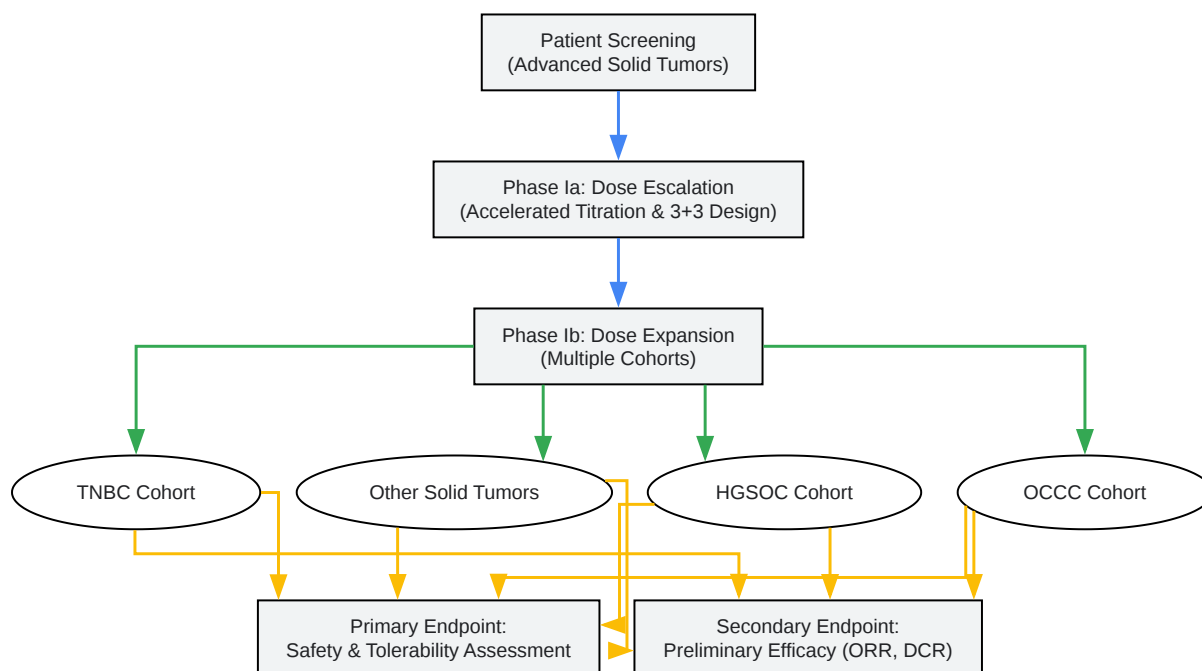 Patient Screening
(Advanced Solid Tumors)
Phase Ia: Dose Escalation
(Accelerated Titration & 3+3 Design)
Phase Ib: Dose Expansion
(Multiple Cohorts)
TNBC Cohort
Other Solid Tumors
HGSOC Cohort
OCCC Cohort
Primary Endpoint:
Safety & Tolerability Assessment
Secondary Endpoint:
Preliminary Efficacy (ORR, DCR)